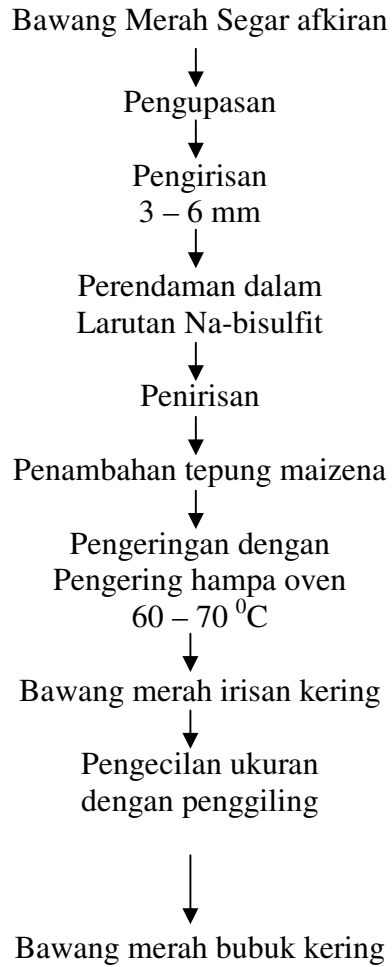 Bawang Merah Segar afkiran
Pengupasan
Pengirisan
3 – 6 mm
Perendaman dalam
Larutan Na-bisulfit
Penirisan
Penambahan tepung maizena
Pengeringan dengan
Pengering hampa oven
60 – 70 ⁰C
Bawang merah irisan kering
Pengecilan ukuran
dengan penggiling
Bawang merah bubuk kering